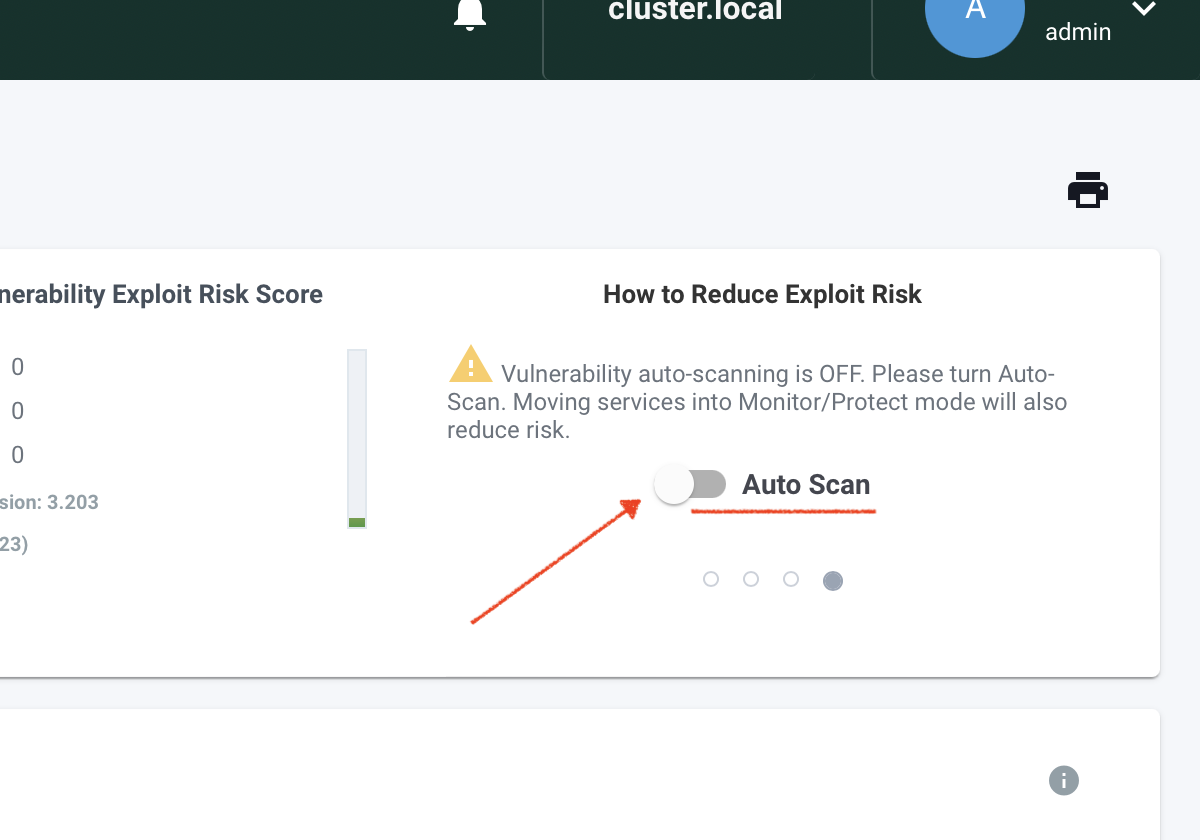 cluster.local
A
admin
nerability Exploit Risk Score
How to Reduce Exploit Risk
0
0
0
sion: 3.203
23)
Vulnerability auto-scanning is OFF. Please turn Auto-
Scan. Moving services into Monitor/Protect mode will also
reduce risk.
Auto Scan